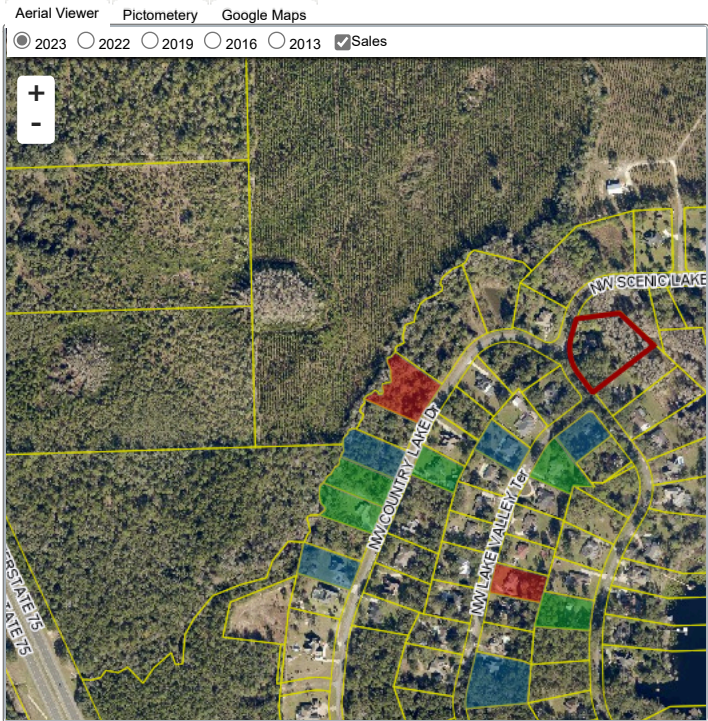 Aerial Viewer Pictometery Google Maps
2023 2022 2019 2016 2013 Sales
+
-
NW SCENIC LAKE
NW COUNTRY LAKE Dr
NW LAKE VALLEY Ter
ERSTATE 75
TATE 75